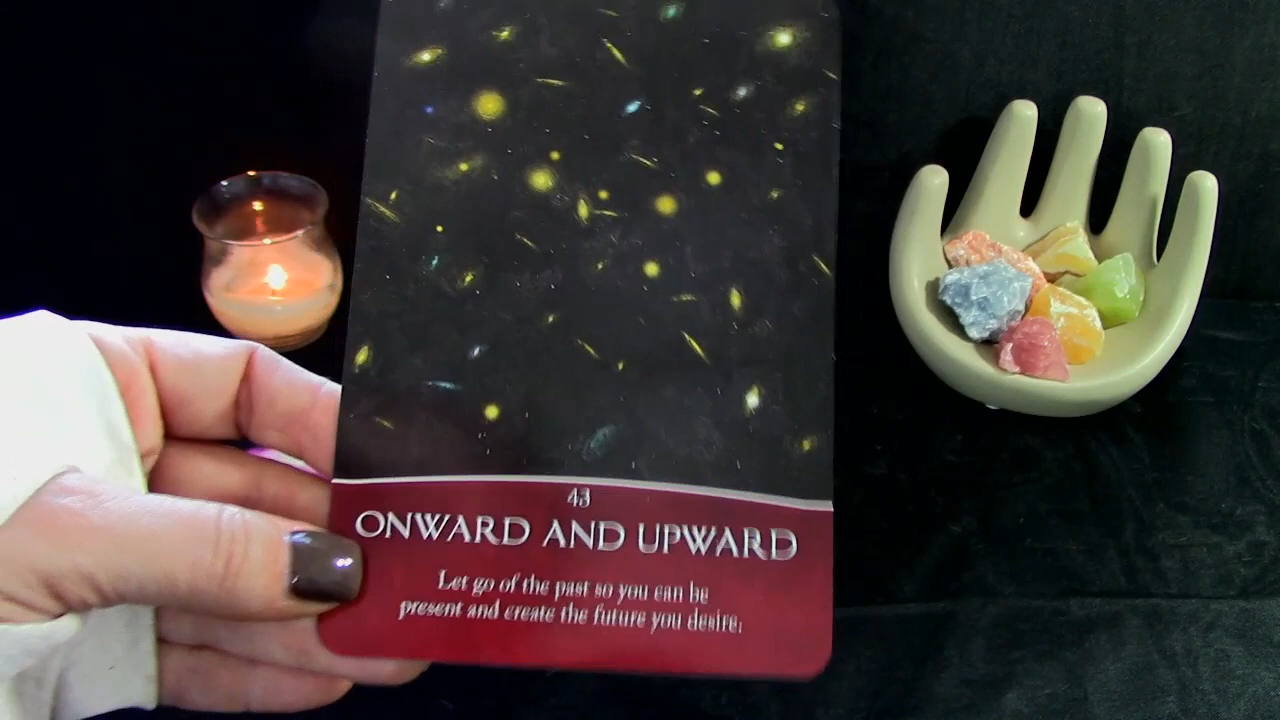 43
ONWARD AND UPWARD
Let go of the past so you can be
present and create the future you desire.